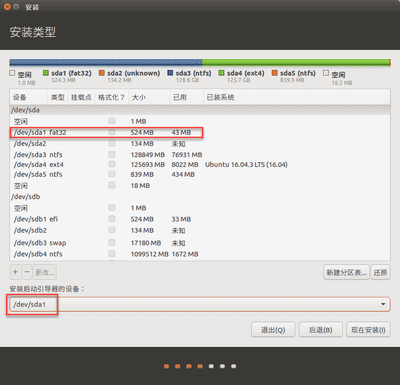 安装
安装类型
空闲 sda1 (fat32) sda2 (unknown) sda3 (ntfs) sda4 (ext4) sda5 (ntfs) 空闲
1.0 MB 524.3 MB 134.2 MB 128.8 GB 125.7 GB 839.9 MB 18.2 MB
设备 类型 挂载点 格式化？ 大小 已用 已装系统
/dev/sda
空闲 1 MB
/dev/sda1 fat32 524 MB 43 MB
/dev/sda2 134 MB 未知
/dev/sda3 ntfs 128849 MB 76931 MB
/dev/sda4 ext4 125693 MB 8022 MB Ubuntu 16.04.3 LTS (16.04)
/dev/sda5 ntfs 839 MB 434 MB
空闲 18 MB
/dev/sdb
空闲 1 MB
/dev/sdb1 efi 524 MB 33 MB
/dev/sdb2 134 MB 未知
/dev/sdb3 swap 17180 MB 未知
/dev/sdb4 ntfs 1099512 MB 1672 MB
+ − 更改... 新建分区表... 还原
安装启动引导器的设备：
/dev/sda1
退出(Q) 后退(B) 现在安装(I)